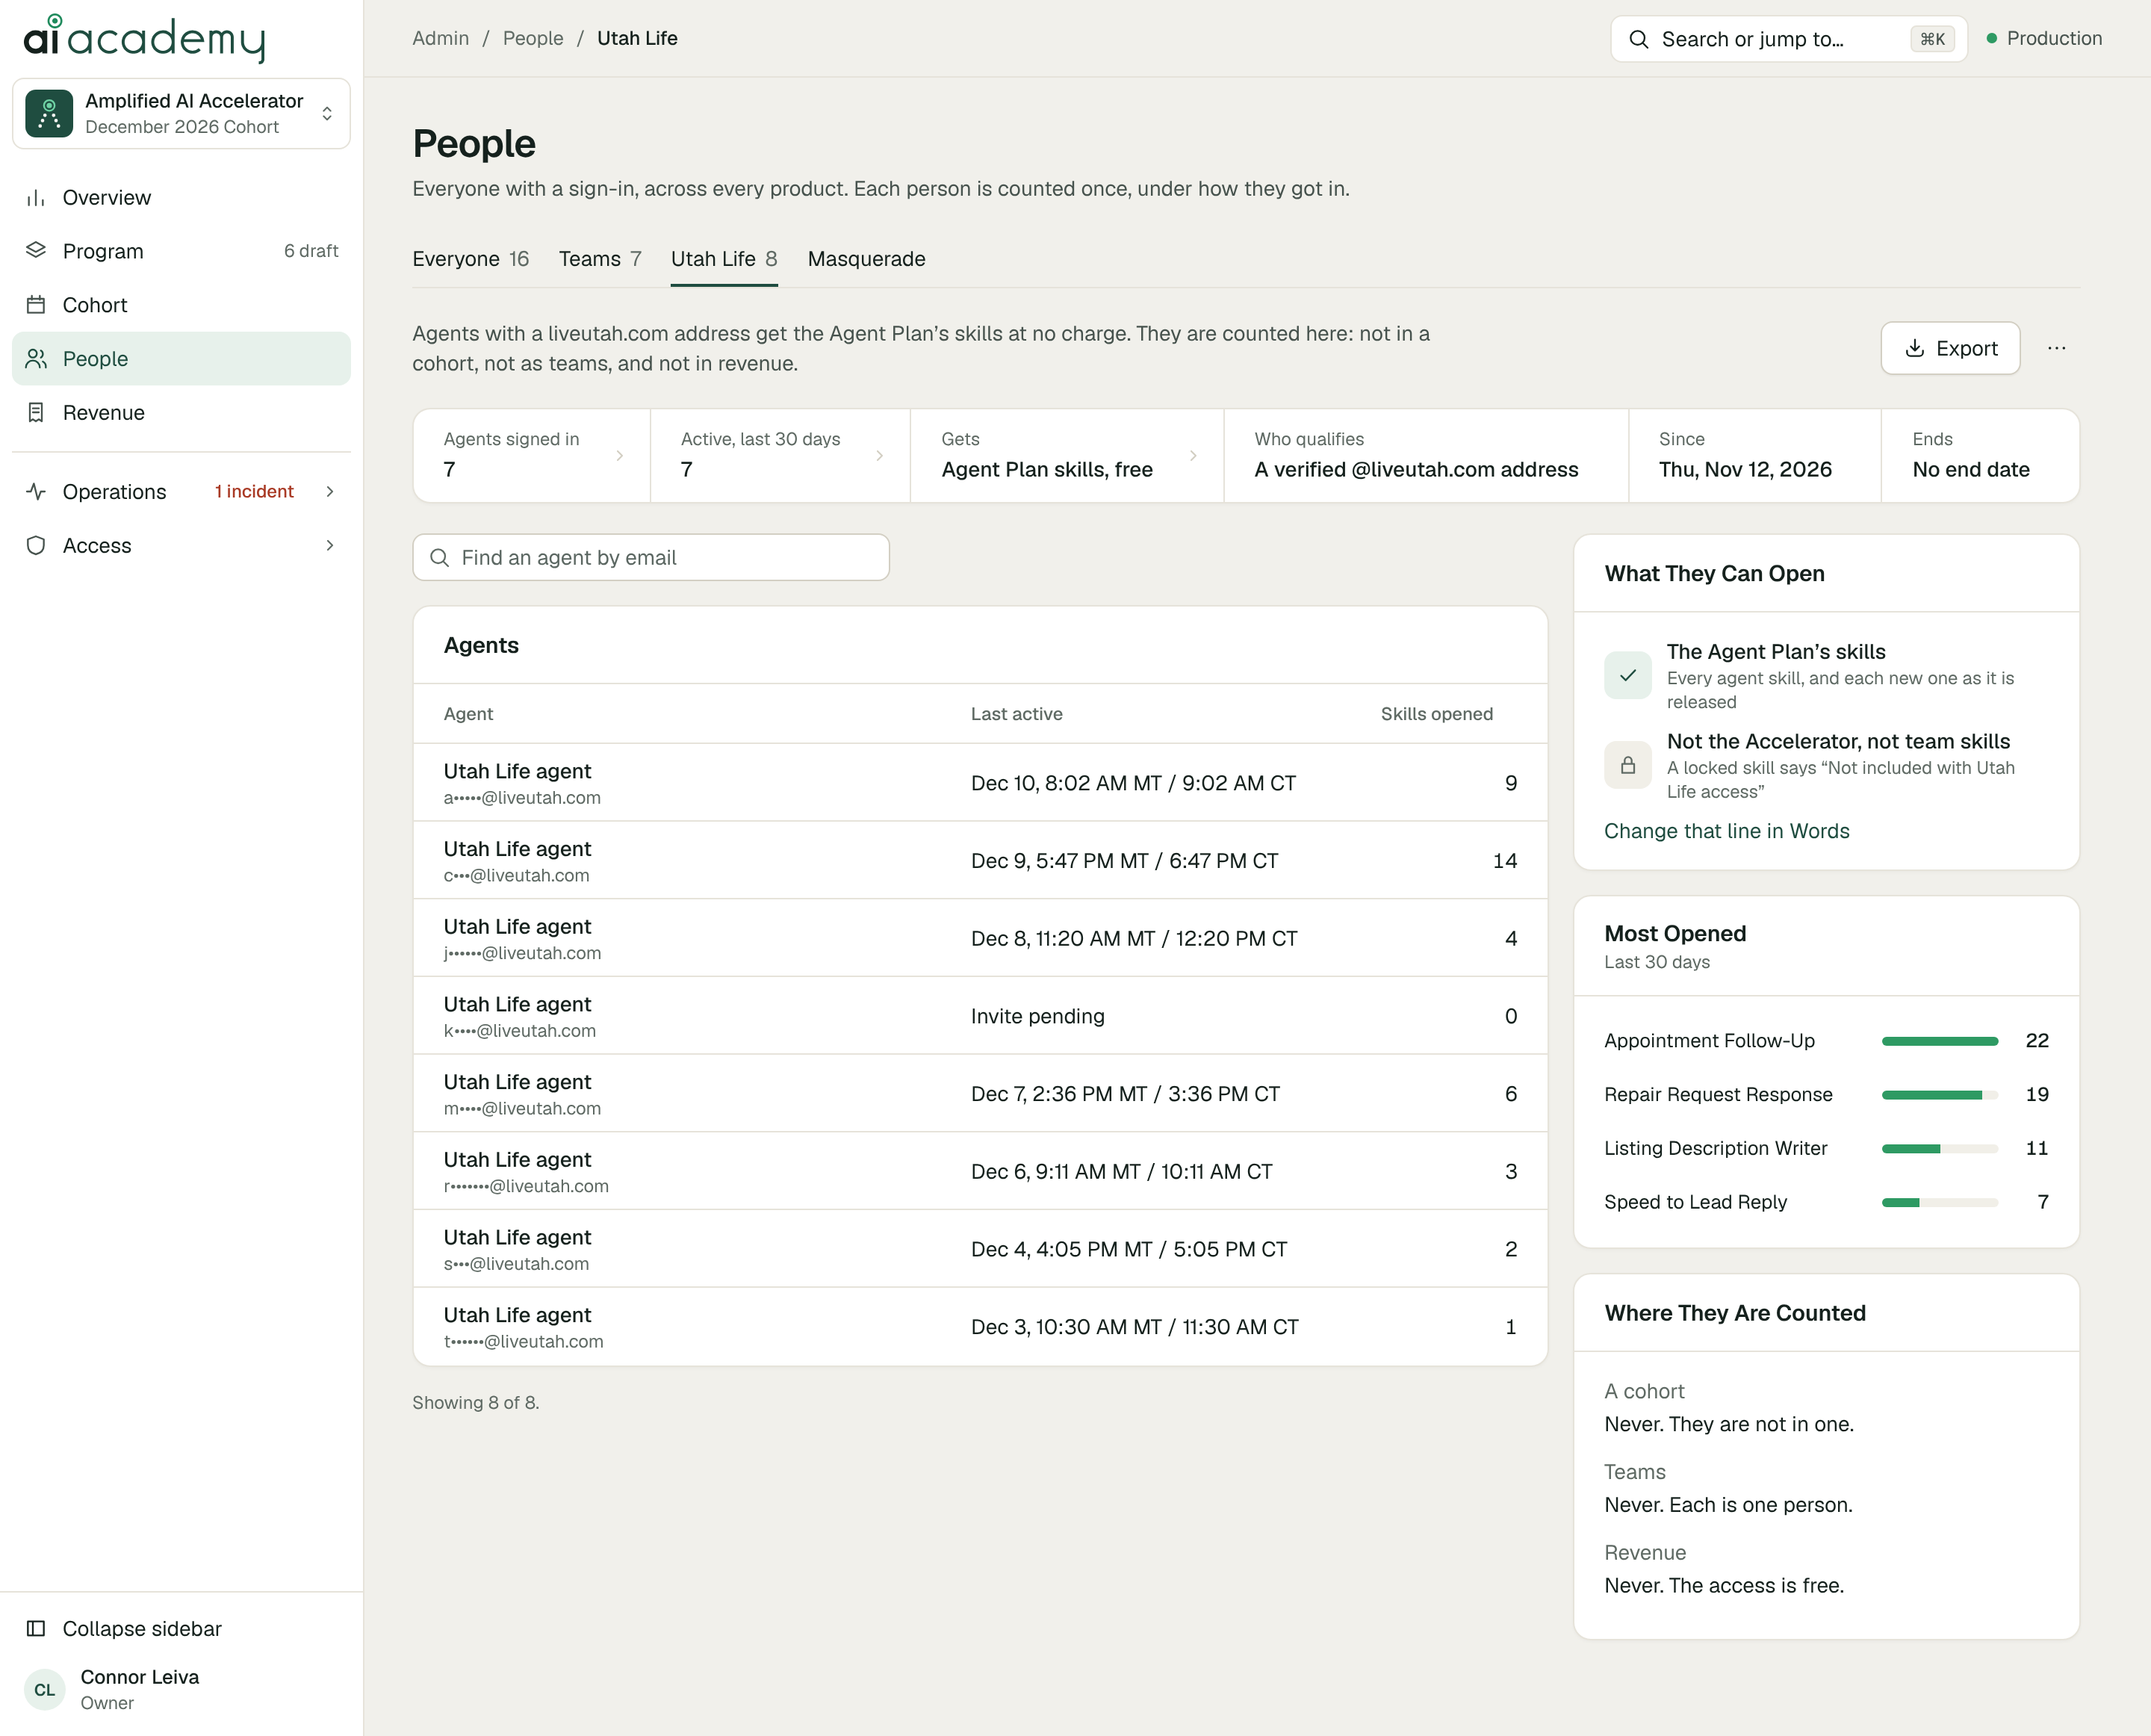 ai academy
Amplified AI Accelerator
December 2026 Cohort
Overview
Program 6 draft
Cohort
People
Revenue
Operations 1 incident
Access
Collapse sidebar
CL
Connor Leiva
Owner
Admin / People / Utah Life
Search or jump to... ⌘K
Production
People
Everyone with a sign-in, across every product. Each person is counted once, under how they got in.
Everyone 16 Teams 7 Utah Life 8 Masquerade
Agents with a liveutah.com address get the Agent Plan’s skills at no charge. They are counted here: not in a
cohort, not as teams, and not in revenue.
Export
Agents signed in
7
Active, last 30 days
7
Gets
Agent Plan skills, free
Who qualifies
A verified @liveutah.com address
Since
Thu, Nov 12, 2026
Ends
No end date
Find an agent by email
Agents
Agent Last active Skills opened
Utah Life agent
a•••••@liveutah.com
Dec 10, 8:02 AM MT / 9:02 AM CT 9
Utah Life agent
c•••@liveutah.com
Dec 9, 5:47 PM MT / 6:47 PM CT 14
Utah Life agent
j••••••@liveutah.com
Dec 8, 11:20 AM MT / 12:20 PM CT 4
Utah Life agent
k••••@liveutah.com
Invite pending 0
Utah Life agent
m••••@liveutah.com
Dec 7, 2:36 PM MT / 3:36 PM CT 6
Utah Life agent
r•••••••@liveutah.com
Dec 6, 9:11 AM MT / 10:11 AM CT 3
Utah Life agent
s•••@liveutah.com
Dec 4, 4:05 PM MT / 5:05 PM CT 2
Utah Life agent
t••••••@liveutah.com
Dec 3, 10:30 AM MT / 11:30 AM CT 1
Showing 8 of 8.
What They Can Open
The Agent Plan’s skills
Every agent skill, and each new one as it is
released
Not the Accelerator, not team skills
A locked skill says “Not included with Utah
Life access”
Change that line in Words
Most Opened
Last 30 days
Appointment Follow-Up 22
Repair Request Response 19
Listing Description Writer 11
Speed to Lead Reply 7
Where They Are Counted
A cohort
Never. They are not in one.
Teams
Never. Each is one person.
Revenue
Never. The access is free.